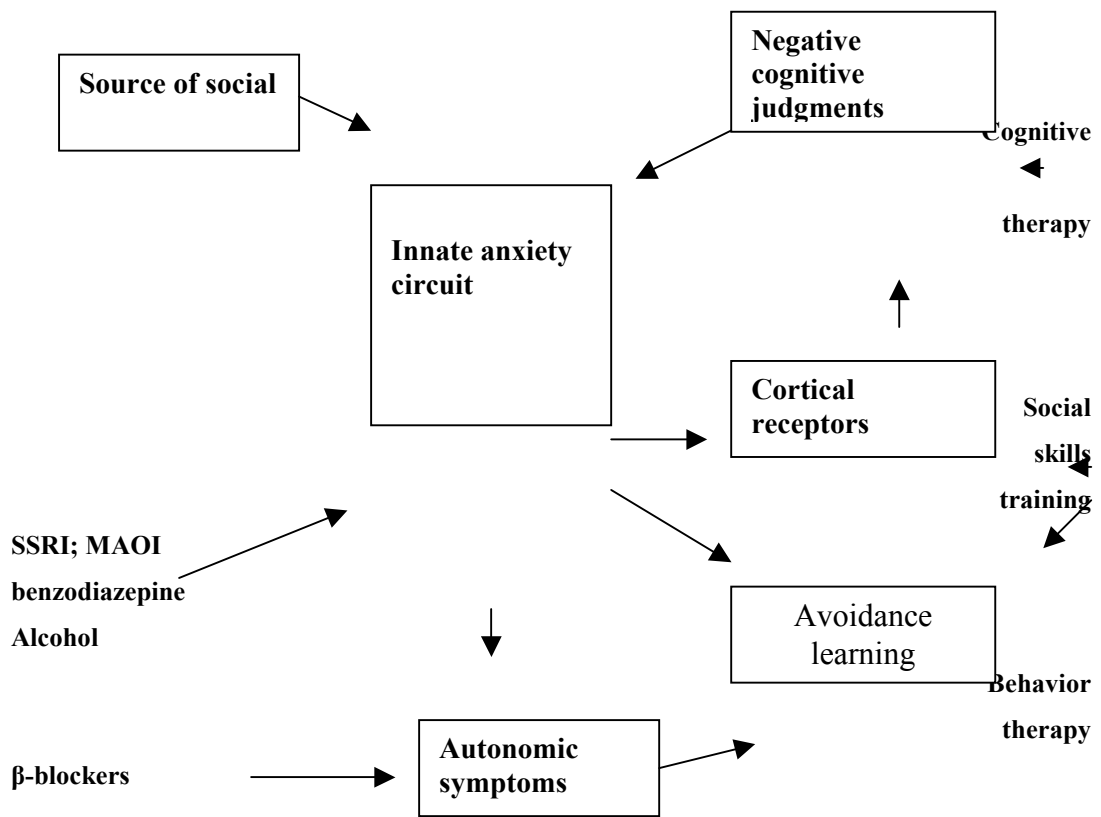 Source of social
Negative
cognitive
judgments
Cognitive
therapy
Innate anxiety
circuit
Cortical
receptors
Social
skills
training
SSRI; MAOI
benzodiazepine
Alcohol
Avoidance
learning
Behavior
therapy
Autonomic
symptoms
β-blockers